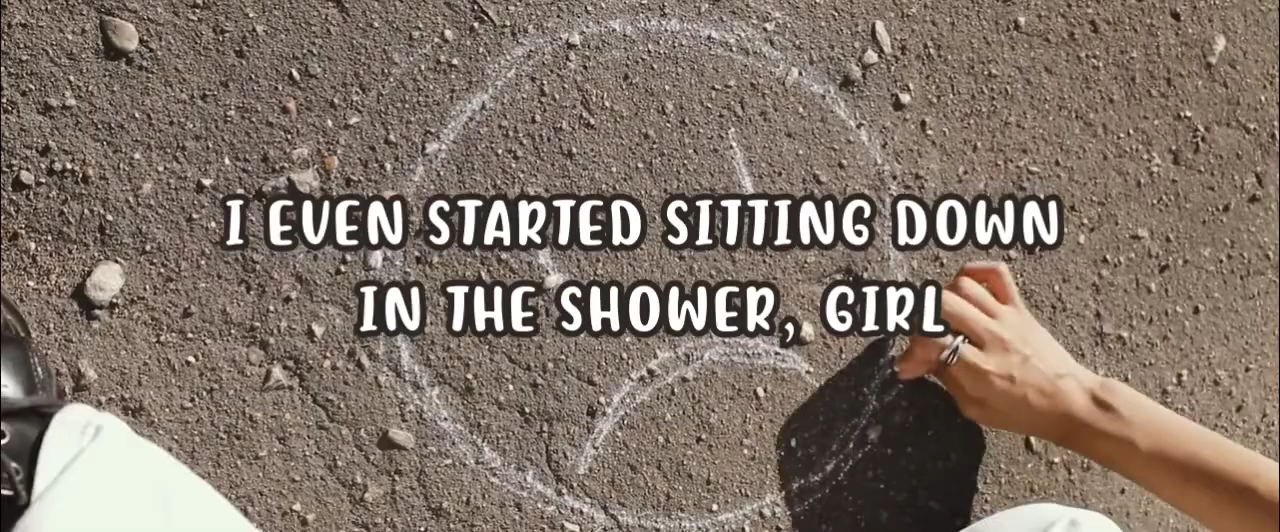 I EVEN STARTED SITTING DOWN
IN THE SHOWER, GIRL